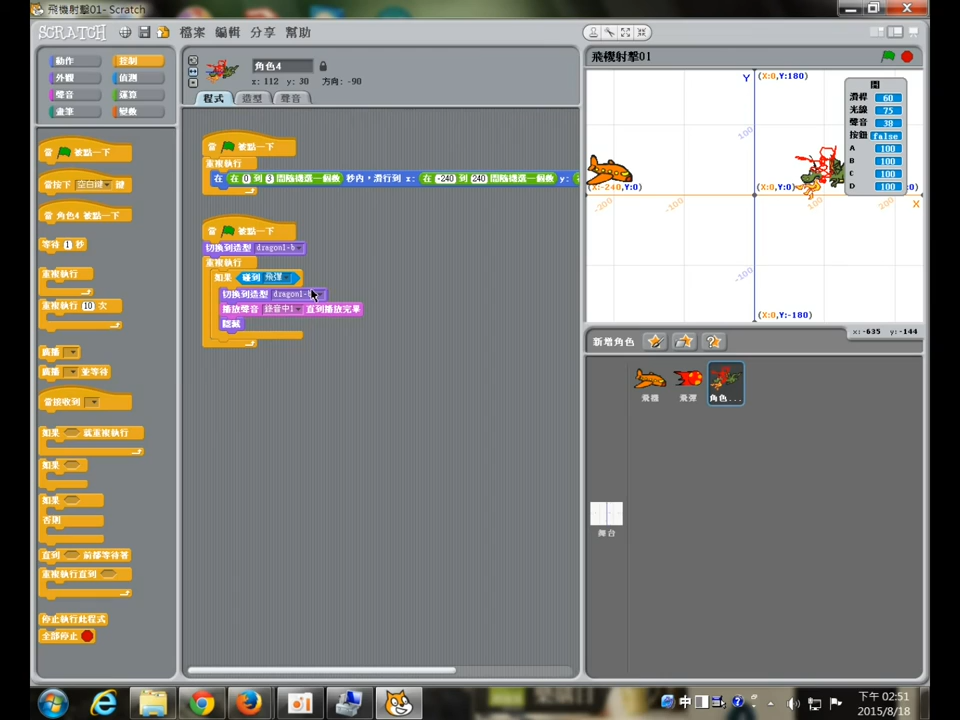 飛機射擊01- Scratch
SCRATCH 檔案 編輯 分享 幫助
動作 控制
外觀 偵測
聲音 運算
畫筆 變數
角色4
x: 112 y: 30 方向: -90
程式 造型 聲音
當 被點一下
當按下 空白鍵 鍵
當 角色4 被點一下
等待 1 秒
重複執行
重複執行 10 次
廣播
廣播 並等待
當接收到
如果 就重複執行
如果
如果
否則
直到 前都等待著
重複執行直到
停止執行此程式
全部停止
當 被點一下
重複執行
在 在 0 到 3 間隨機選一個數 秒內，滑行到 x: 在 -240 到 240 間隨機選一個數 y:
當 被點一下
切換到造型 dragon1-b
重複執行
如果 碰到 飛彈
切換到造型 dragon1-
播放聲音 錄音中1 直到播放完畢
隱藏
飛機射擊01
Y (X:0,Y:180)
100
(X:-240,Y:0) (X:0,Y:0) :0)
-200 -100 100 200 X
-100
(X:0,Y:-180)
滑桿 60
光線 75
聲音 38
按鈕 false
A 100
B 100
C 100
D 100
x: -635 y: -144
新增角色
飛機 飛彈 角色...
舞台
中
下午 02:51
2015/8/18